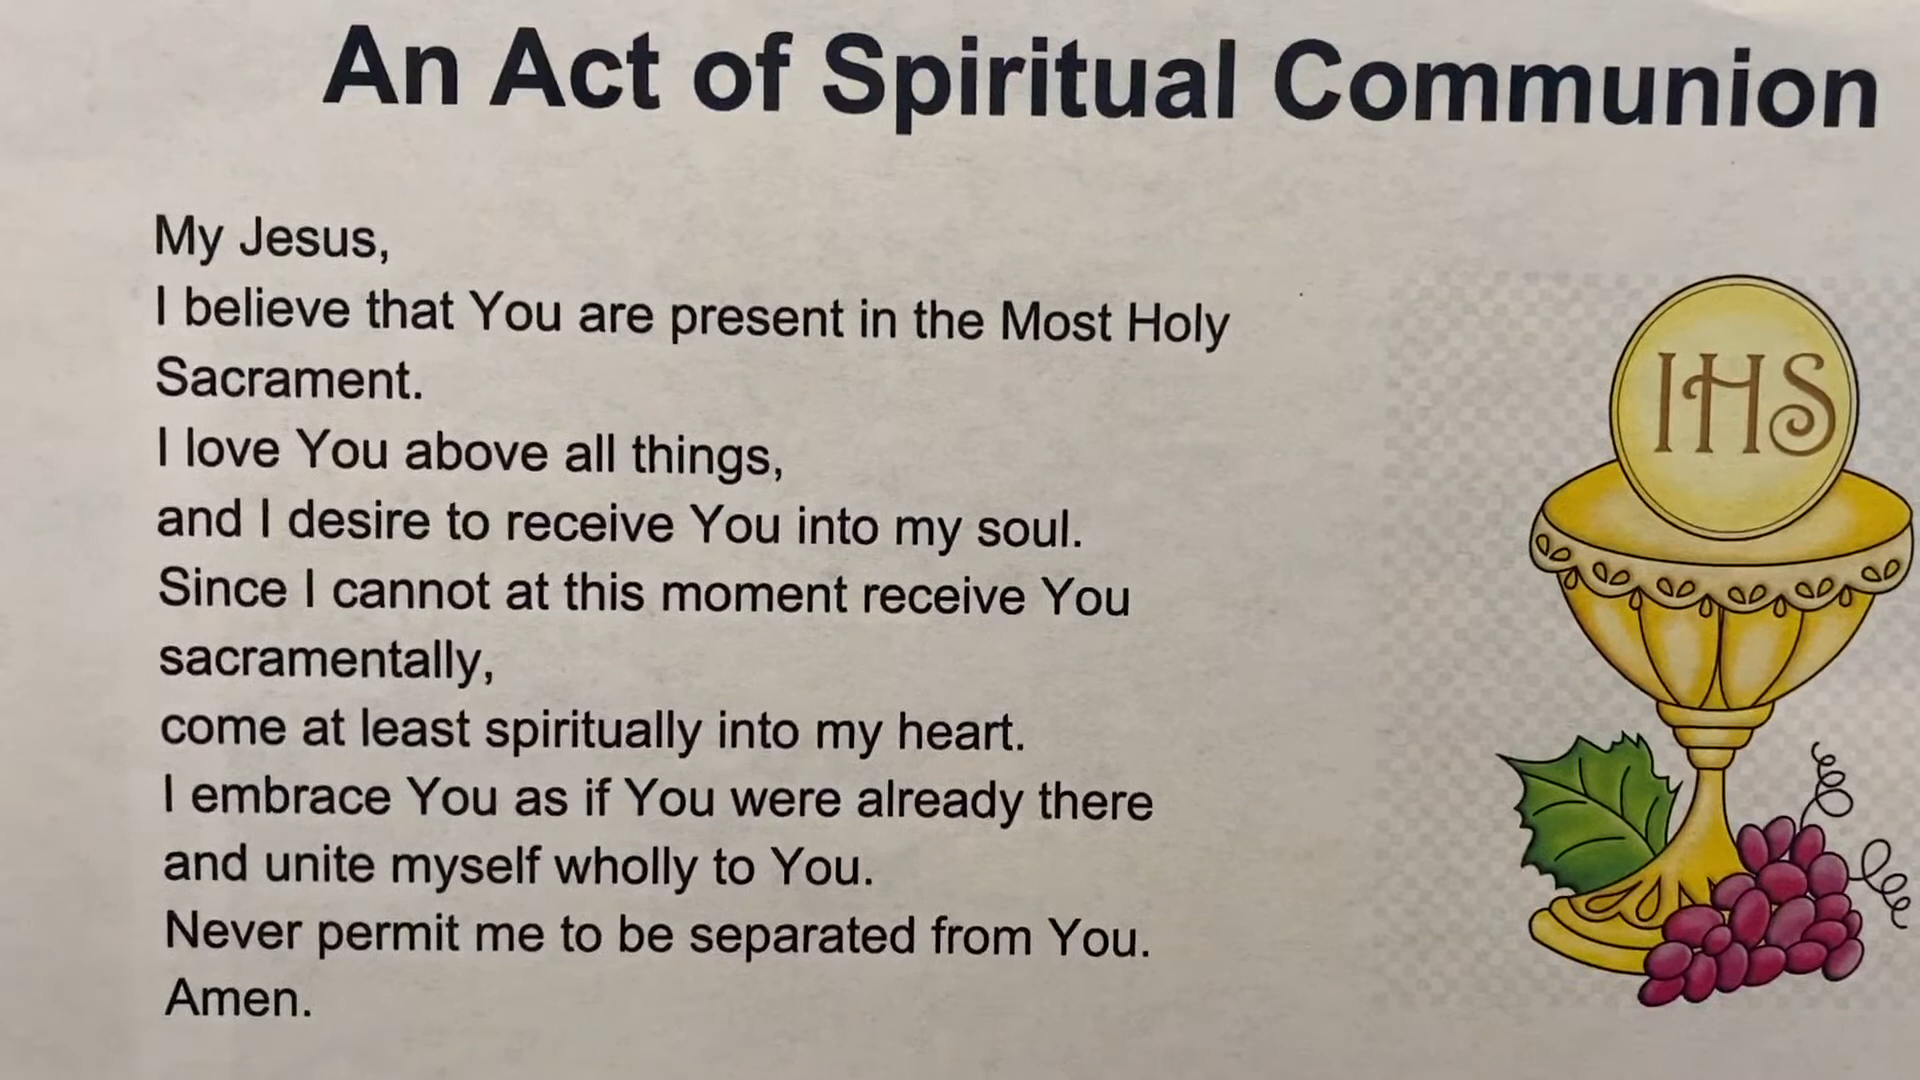 An Act of Spiritual Communion
My Jesus,
I believe that You are present in the Most Holy
Sacrament.
I love You above all things,
and I desire to receive You into my soul.
Since I cannot at this moment receive You
sacramentally,
come at least spiritually into my heart.
I embrace You as if You were already there
and unite myself wholly to You.
Never permit me to be separated from You.
Amen.
IHS